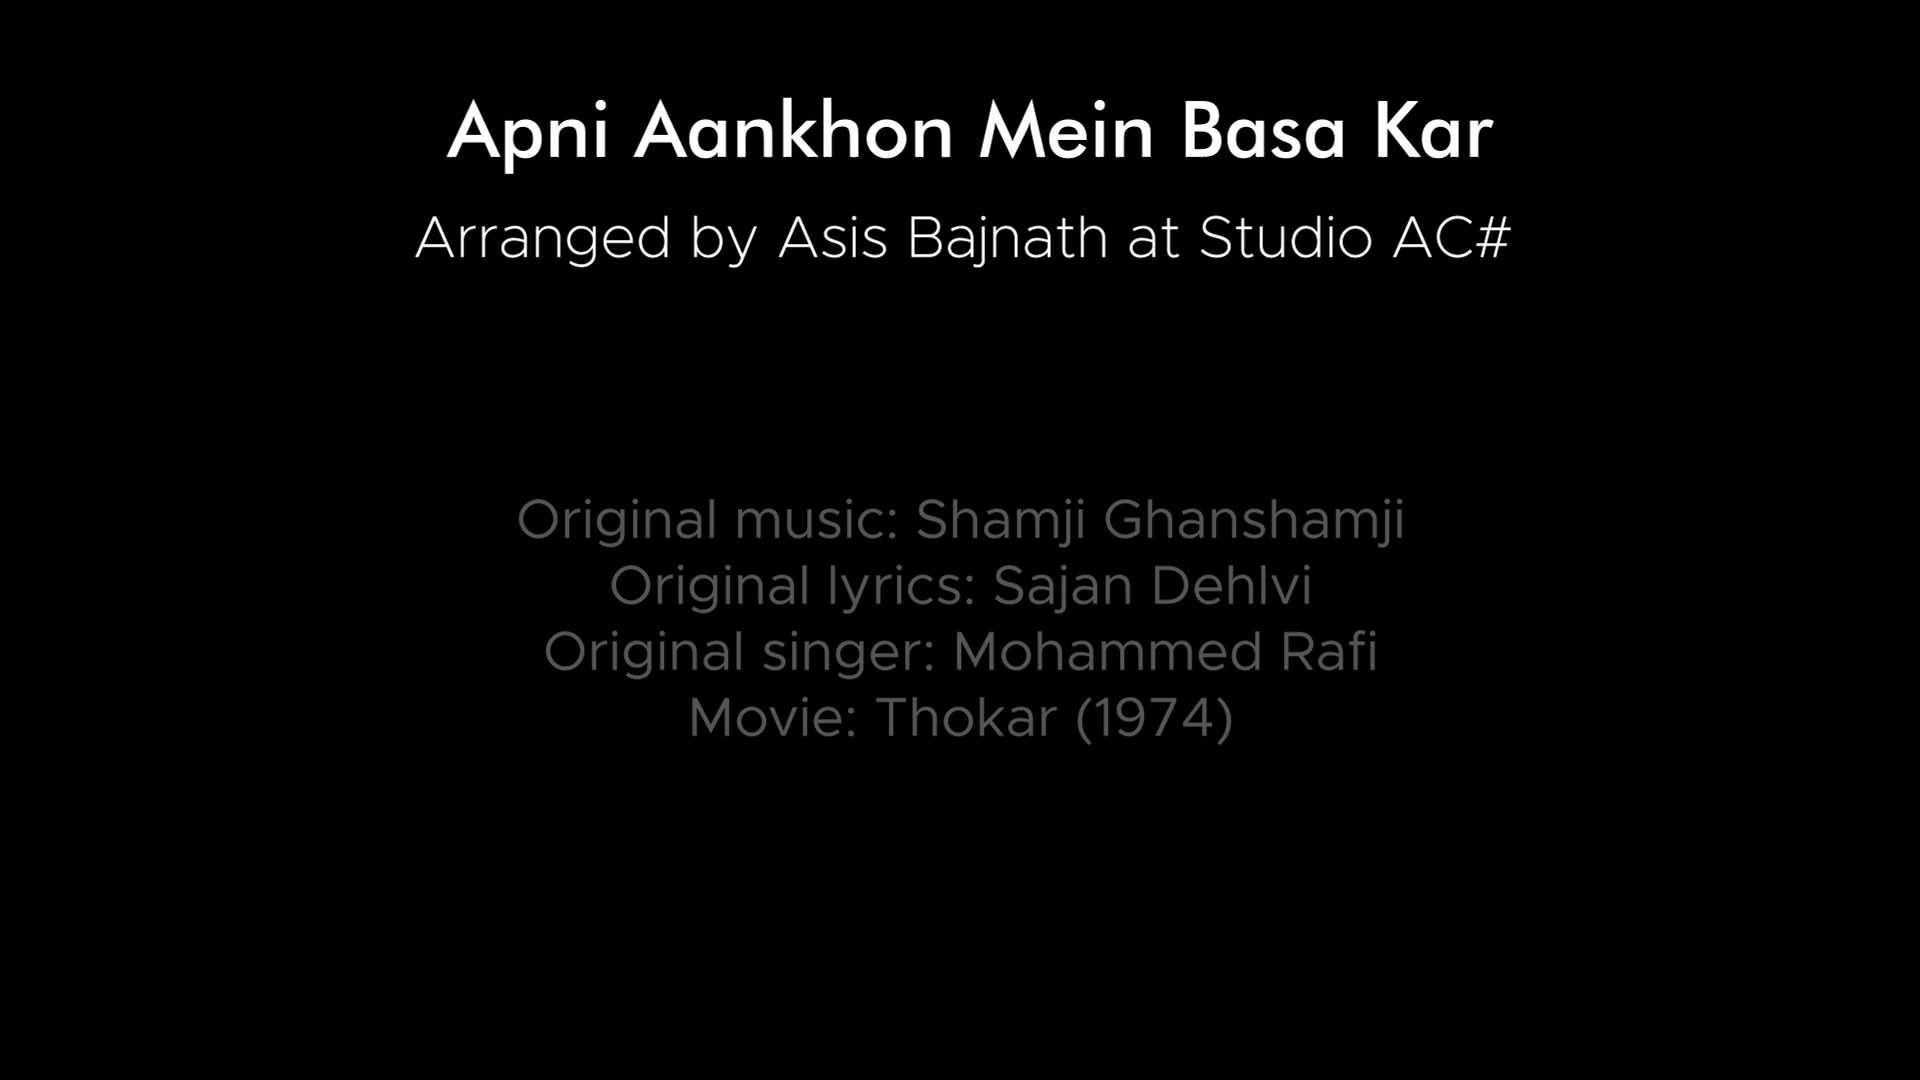 Apni Aankhon Mein Basa Kar
Arranged by Asis Bajnath at Studio AC#
Original music: Shamji Ghanshamji
Original lyrics: Sajan Dehlvi
Original singer: Mohammed Rafi
Movie: Thokar (1974)